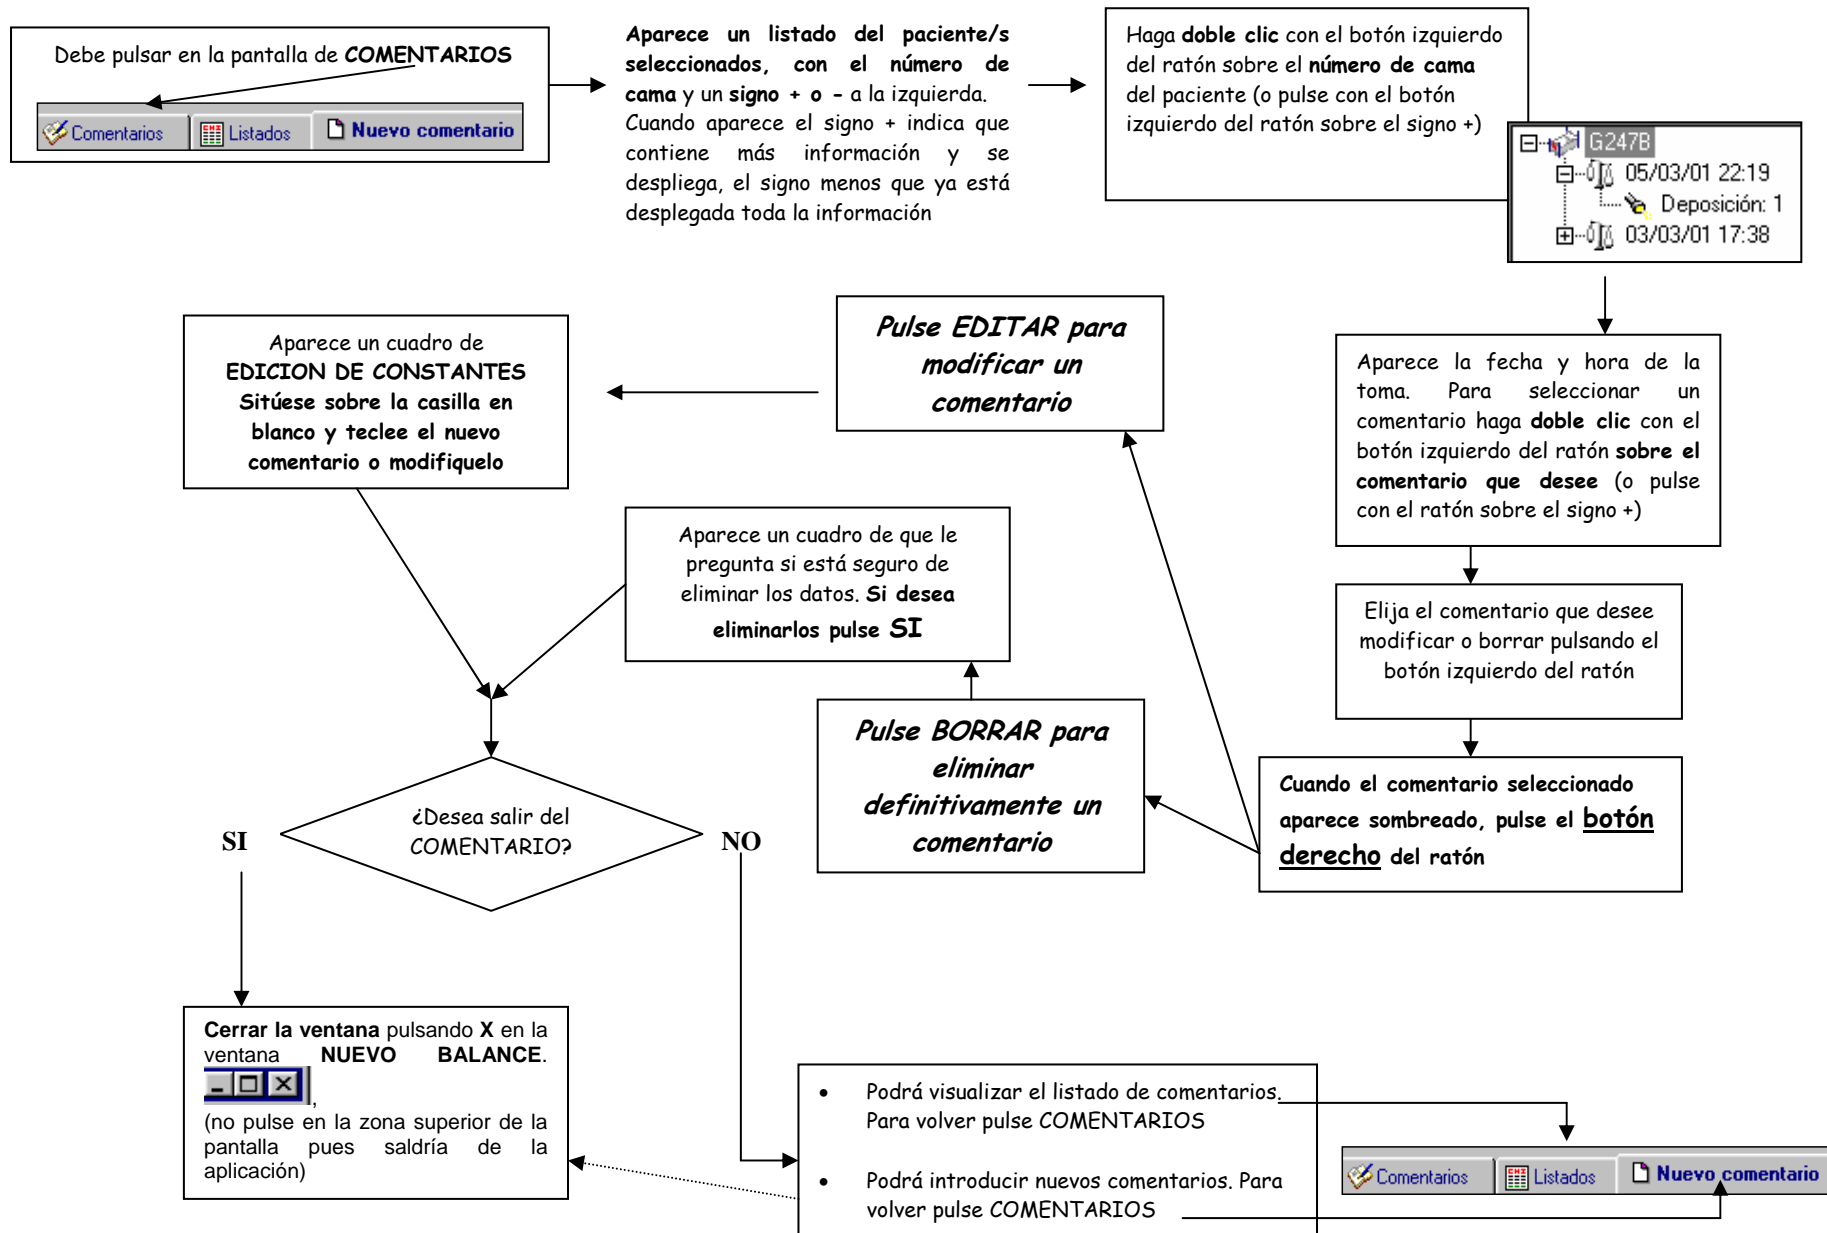 Debe pulsar en la pantalla de COMENTARIOS
Comentarios
Listados
Nuevo comentario
Aparece un listado del paciente/s
seleccionados, con el número de
cama y un signo + o - a la izquierda.
Cuando aparece el signo + indica que
contiene más información y se
despliega, el signo menos que ya está
desplegada toda la información
Haga doble clic con el botón izquierdo
del ratón sobre el número de cama
del paciente (o pulse con el botón
izquierdo del ratón sobre el signo +)
G247B
05/03/01 22:19
Deposición: 1
03/03/01 17:38
Aparece la fecha y hora de la
toma. Para seleccionar un
comentario haga doble clic con el
botón izquierdo del ratón sobre el
comentario que desee (o pulse
con el ratón sobre el signo +)
Elija el comentario que desee
modificar o borrar pulsando el
botón izquierdo del ratón
Cuando el comentario seleccionado
aparece sombreado, pulse el botón
derecho del ratón
Pulse EDITAR para
modificar un
comentario
Aparece un cuadro de
EDICION DE CONSTANTES
Sitúese sobre la casilla en
blanco y teclee el nuevo
comentario o modifiquelo
Pulse BORRAR para
eliminar
definitivamente un
comentario
Aparece un cuadro de que le
pregunta si está seguro de
eliminar los datos. Si desea
eliminarlos pulse SI
¿Desea salir del
COMENTARIO?
SI
NO
Cerrar la ventana pulsando X en la
ventana NUEVO BALANCE.
,
(no pulse en la zona superior de la
pantalla pues saldría de la
aplicación)
• Podrá visualizar el listado de comentarios.
Para volver pulse COMENTARIOS
• Podrá introducir nuevos comentarios. Para
volver pulse COMENTARIOS
Comentarios
Listados
Nuevo comentario